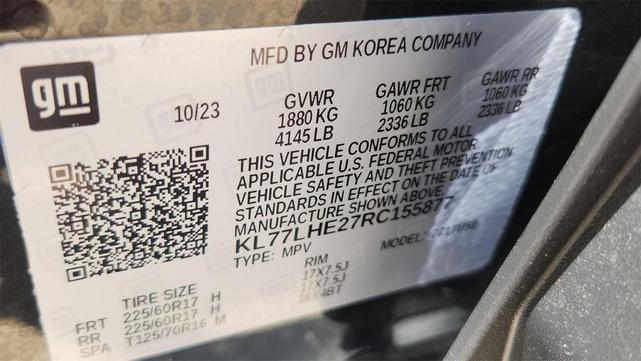 MFD BY GM KOREA COMPANY
gm
10/23
GVWR GAWR FRT GAWR RR
1880 KG 1060 KG 1060 KG
4145 LB 2336 LB 2336 LB
THIS VEHICLE CONFORMS TO ALL
APPLICABLE U.S. FEDERAL MOTOR
VEHICLE SAFETY AND THEFT PREVENTION
STANDARDS IN EFFECT ON THE DATE OF
MANUFACTURE SHOWN ABOVE.
KL77LHE27RC155877
TYPE: MPV MODEL:
TIRE SIZE RIM
FRT 225/60R17 H 17X7.5J
RR 225/60R17 H 17X7.5J
SPA T125/70R16 M 16X4BT